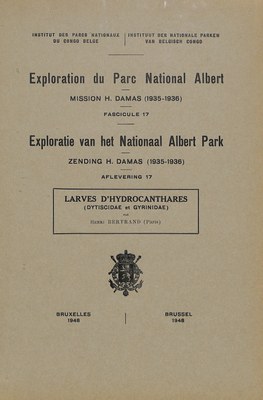 INSTITUT DES PARCS NATIONAUX
DU CONGO BELGE
INSTITUUT DER NATIONALE PARKEN
VAN BELGISCH CONGO
Exploration du Parc National Albert
MISSION H. DAMAS (1935-1936)
FASCICULE 17
Exploratie van het Nationaal Albert Park
ZENDING H. DAMAS (1935-1936)
AFLEVERING 17
LARVES D'HYDROCANTHARES
(DYTISCIDAE et GYRINIDAE)
PAR
HENRI BERTRAND (Paris)
BRUXELLES
1948
BRUSSEL
1948